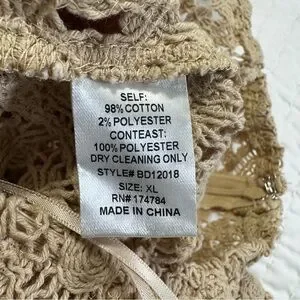 SELF:
98% COTTON
2% POLYESTER
CONTEAST:
100% POLYESTER
DRY CLEANING ONLY
STYLE# BD12018
SIZE: XL
RN# 174784
MADE IN CHINA